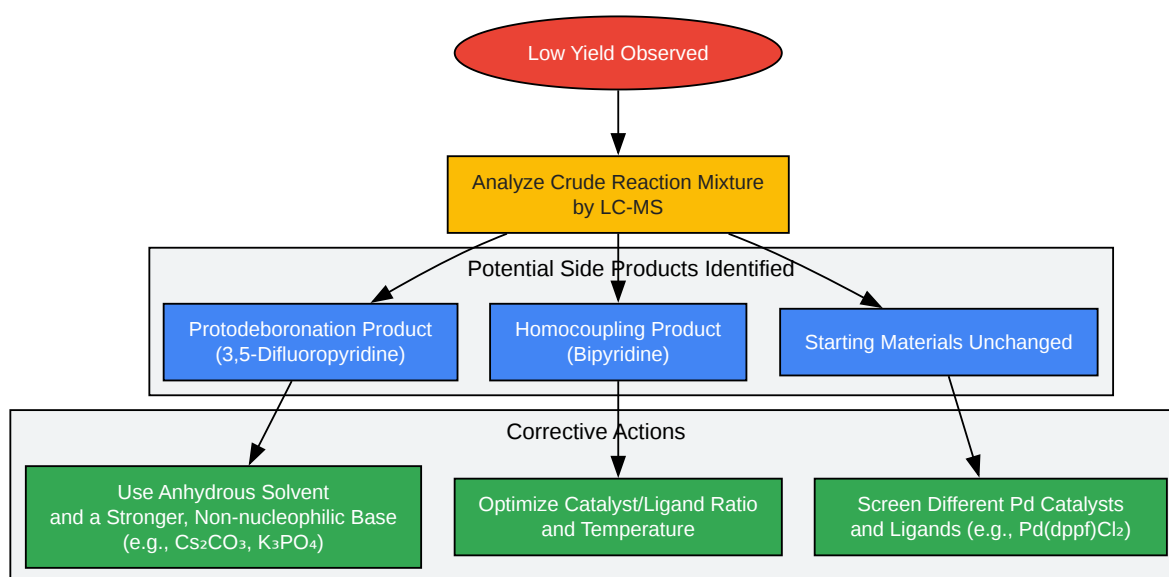 Low Yield Observed
Analyze Crude Reaction Mixture
by LC-MS
Potential Side Products Identified
Protodeboronation Product
(3,5-Difluoropyridine)
Homocoupling Product
(Bipyridine)
Starting Materials Unchanged
Corrective Actions
Use Anhydrous Solvent
and a Stronger, Non-nucleophilic Base
(e.g., Cs₂CO₃, K₃PO₄)
Optimize Catalyst/Ligand Ratio
and Temperature
Screen Different Pd Catalysts
and Ligands (e.g., Pd(dppf)Cl₂)